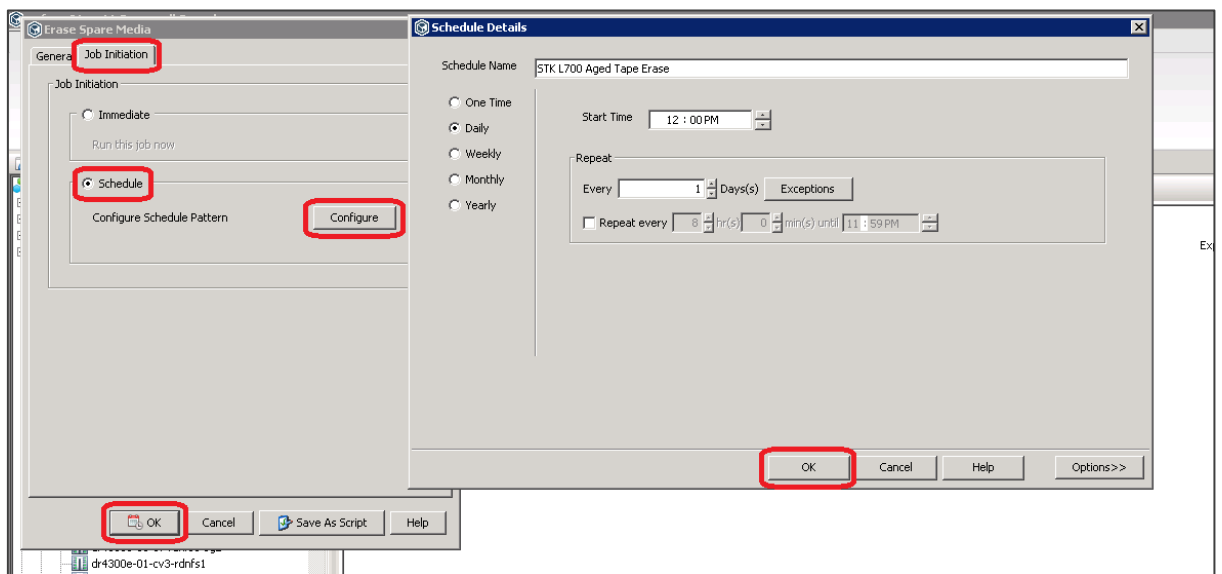 Erase Spare Media
General
Job Initiation
Job Initiation
Immediate
Run this job now
Schedule
Configure Schedule Pattern
Configure
OK
Cancel
Save As Script
Help
dr4300e-01-cv3-rdnfs1
Schedule Details
Schedule Name
STK L700 Aged Tape Erase
One Time
Daily
Weekly
Monthly
Yearly
Start Time 12 : 00 PM
Repeat
Every 1 Days(s) Exceptions
Repeat every 8 hr(s) 0 min(s) until 11 : 59 PM
OK Cancel Help Options>>